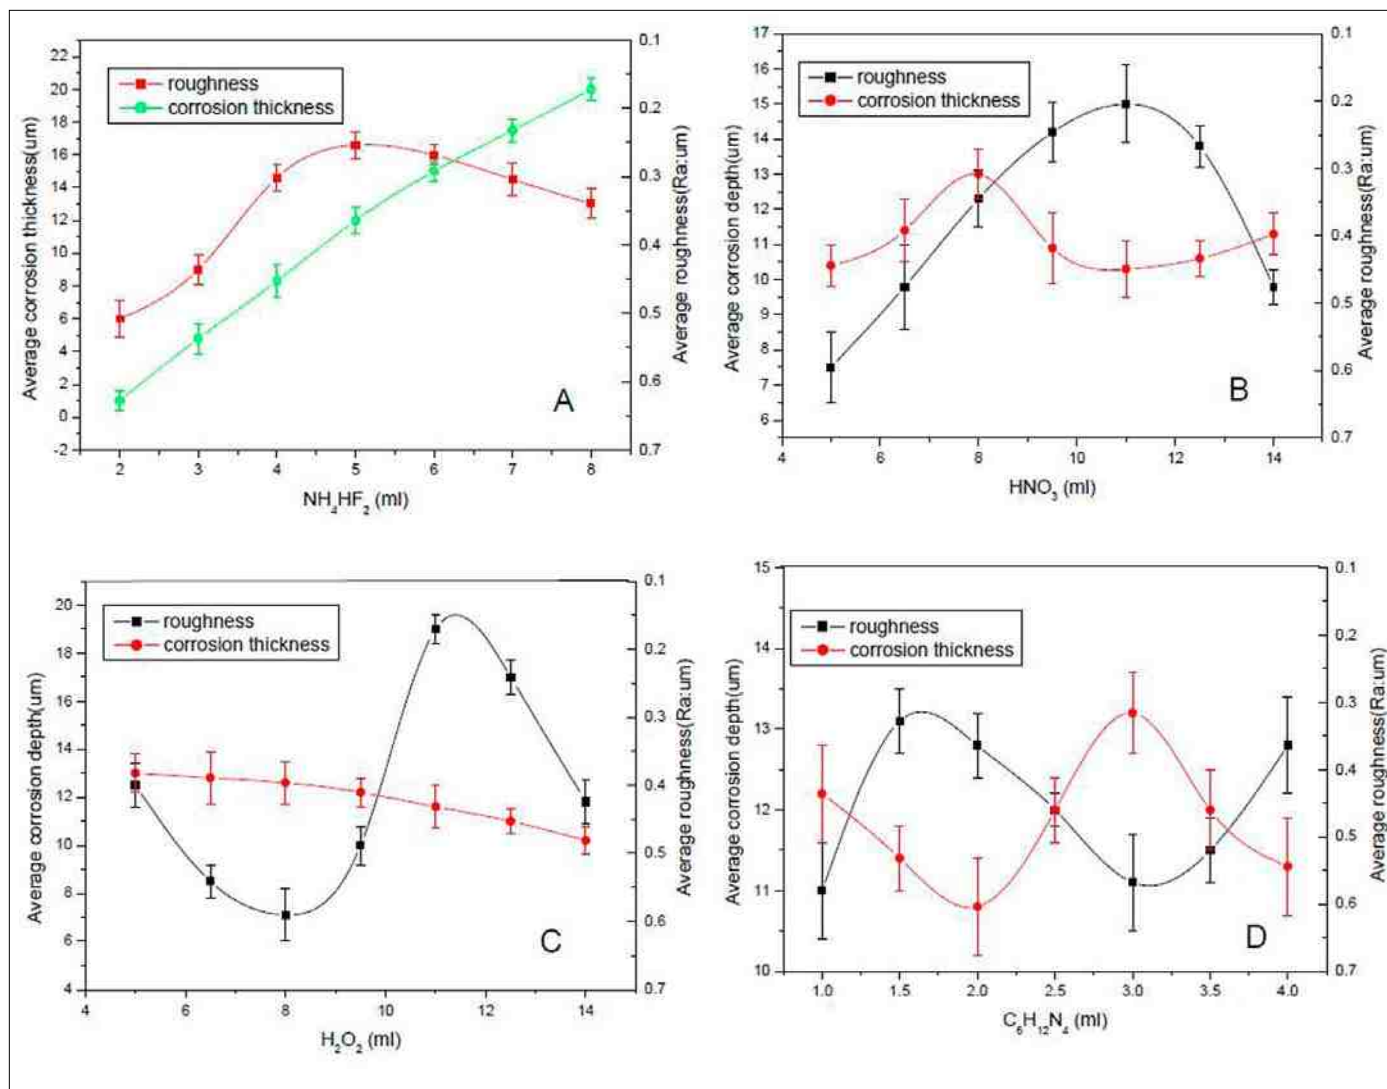 roughness
corrosion thickness
Average corrosion thickness(um)
22
20
18
16
14
12
10
8
6
4
2
0
-2
0.1
0.2
0.3
0.4
0.5
0.6
0.7
Average roughness(Ra:um)
A
2 3 4 5 6 7 8
NH₄HF₂ (ml)
roughness
corrosion thickness
Average corrosion depth(um)
17
16
15
14
13
12
11
10
9
8
7
6
0.1
0.2
0.3
0.4
0.5
0.6
0.7
Average roughness(Ra:um)
B
4 6 8 10 12 14
HNO₃ (ml)
roughness
corrosion thickness
Average corrosion depth(um)
20
18
16
14
12
10
8
6
4
0.1
0.2
0.3
0.4
0.5
0.6
0.7
Average roughness(Ra:um)
C
4 6 8 10 12 14
H₂O₂ (ml)
roughness
corrosion thickness
Average corrosion depth(um)
15
14
13
12
11
10
0.1
0.2
0.3
0.4
0.5
0.6
0.7
Average roughness(Ra:um)
D
1.0 1.5 2.0 2.5 3.0 3.5 4.0
C₆H₁₂N₄ (ml)